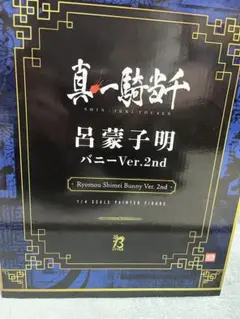 真・一騎当千
SHIN IKKI TOUSEN
呂蒙子明
バニーVer.2nd
Ryomou Shimei Bunny Ver. 2nd
1/4 SCALE PAINTED FIGURE